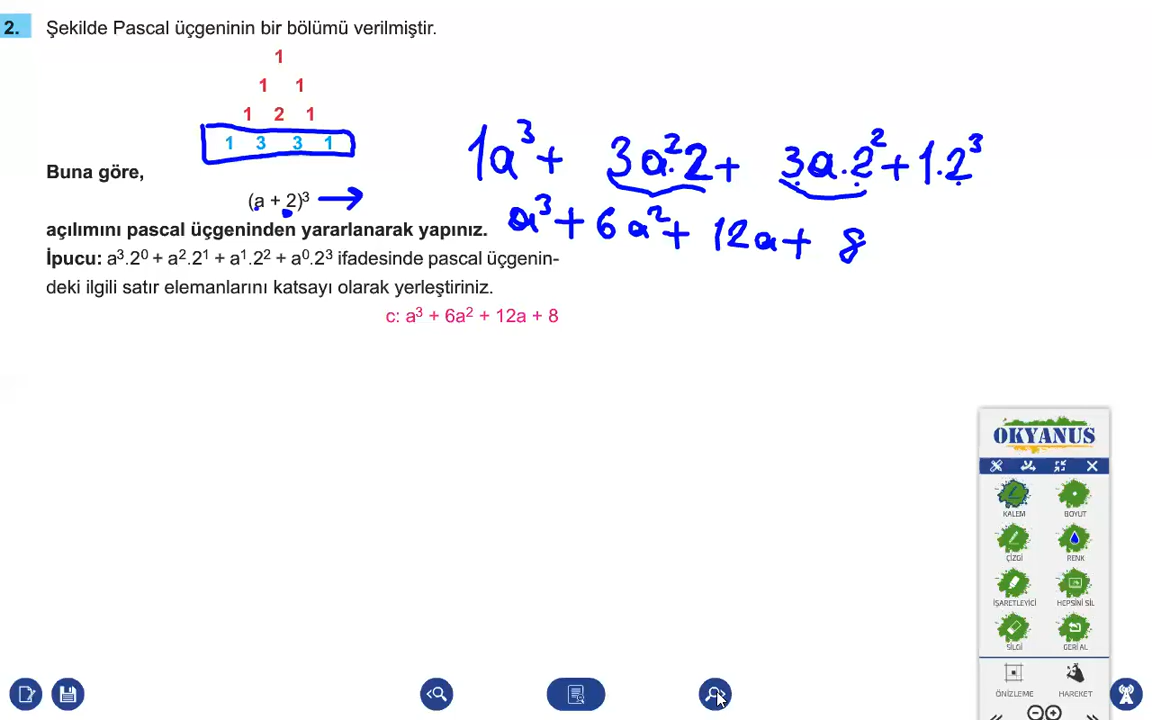 2. Şekilde Pascal üçgeninin bir bölümü verilmiştir.
1
1 1
1 2 1
1 3 3 1
Buna göre,
(a + 2)³
açılımını pascal üçgeninden yararlanarak yapınız.
İpucu: a³.2⁰ + a².2¹ + a¹.2² + a⁰.2³ ifadesinde pascal üçgenin-
deki ilgili satır elemanlarını katsayı olarak yerleştiriniz.
c: a³ + 6a² + 12a + 8
1a³ + 3a².2 + 3a.2² + 1.2³
a³ + 6a² + 12a + 8
OKYANUS
KALEM BOYUT
ÇİZGİ RENK
İŞARETLEYİCİ HEPSİNİ SİL
SİLGİ GERİ AL
ÖNİZLEME HAREKET